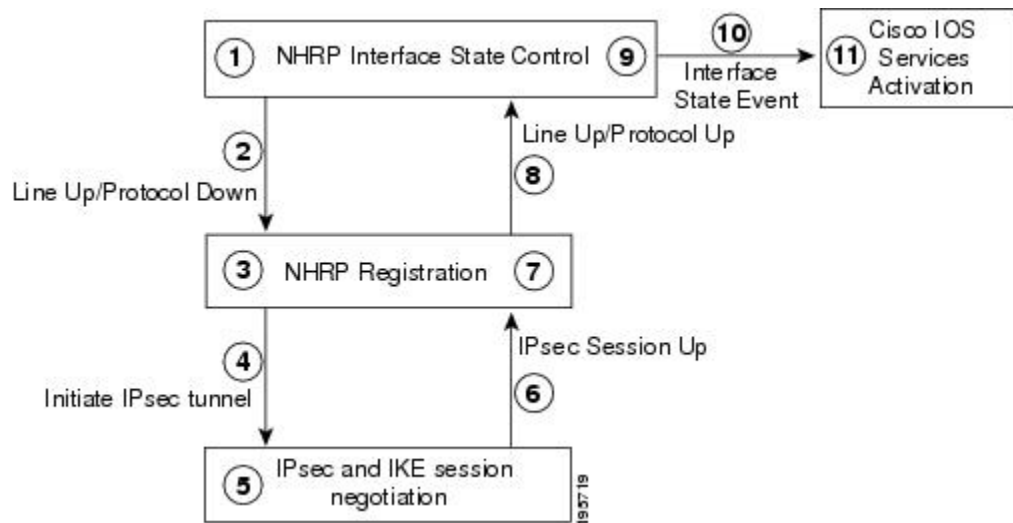 1 NHRP Interface State Control 9
10
Interface
State Event
11 Cisco IOS
Services
Activation
2
Line Up/Protocol Down
Line Up/Protocol Up
8
3 NHRP Registration 7
4
Initiate IPsec tunnel
IPsec Session Up
6
5 IPsec and IKE session
negotiation
195719